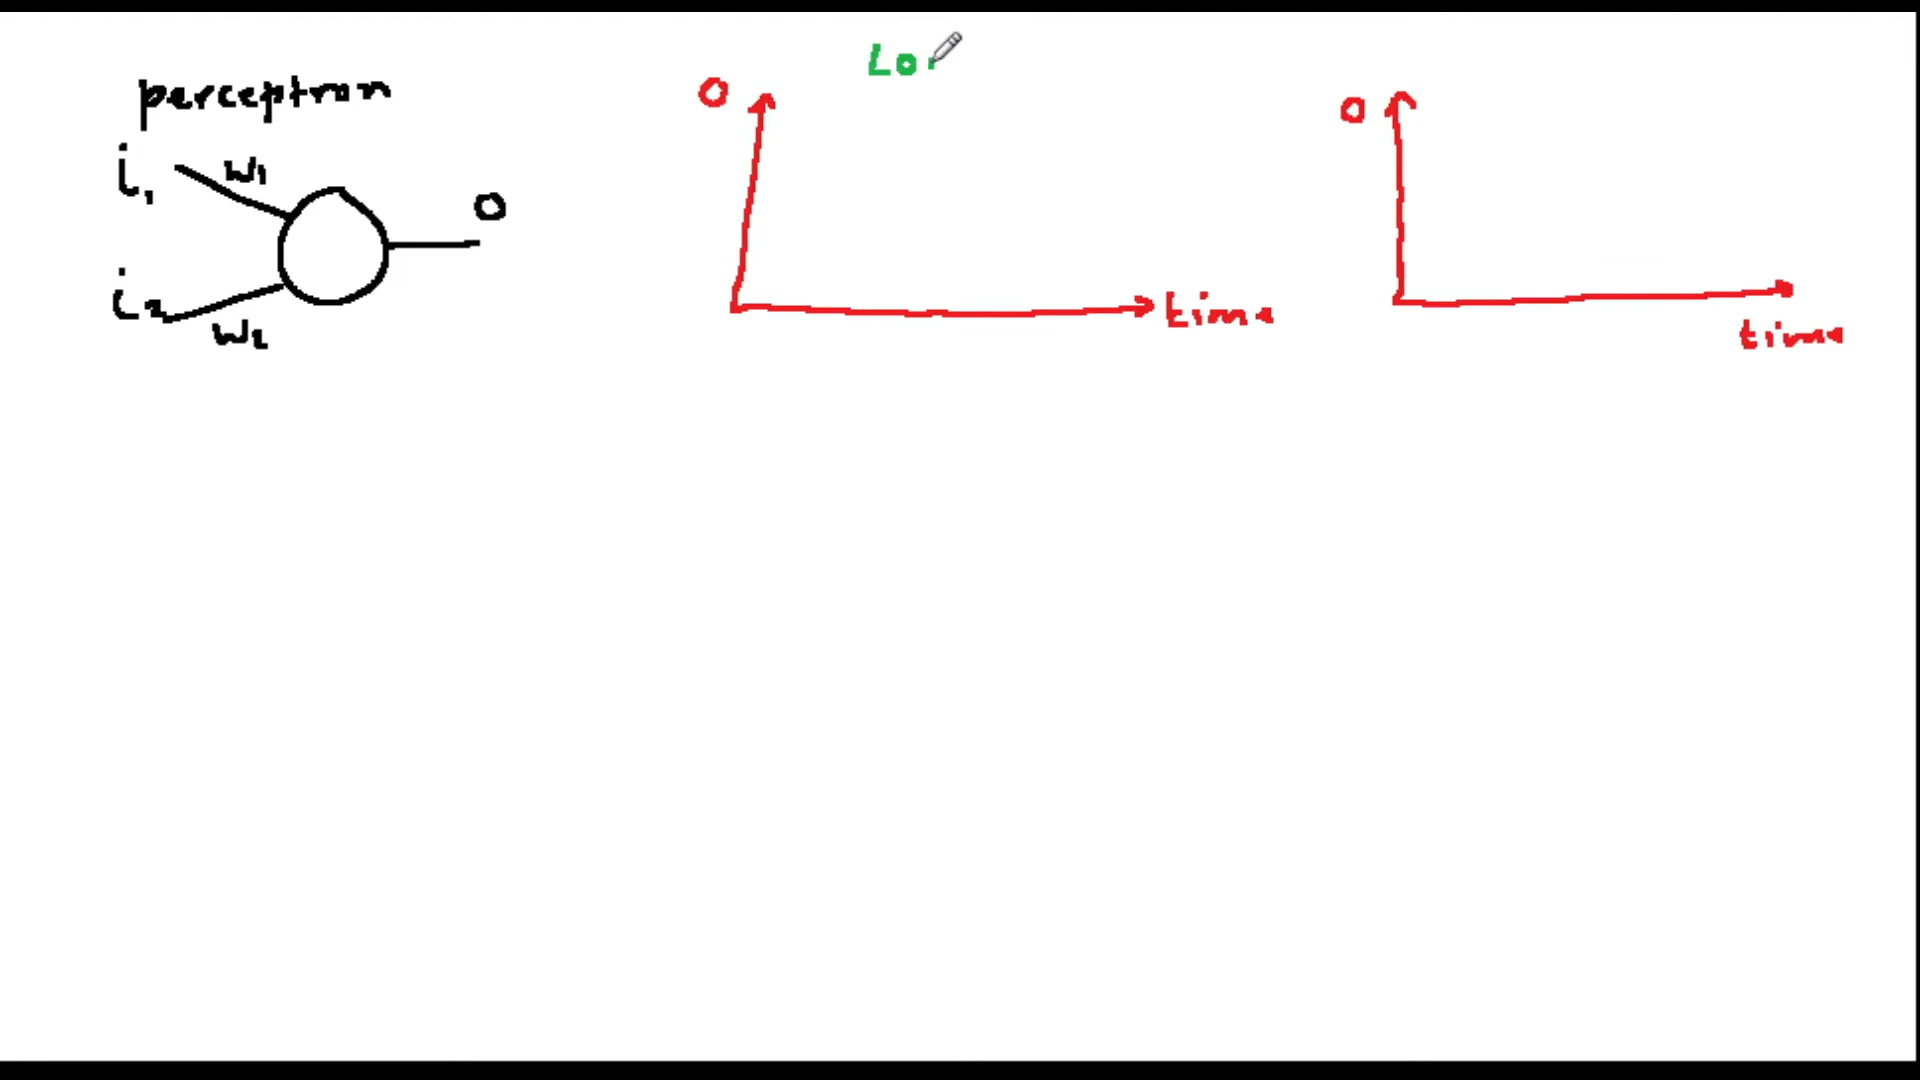 perceptron
i1 w1
o
i2 w2
Lo
o
time
o
time